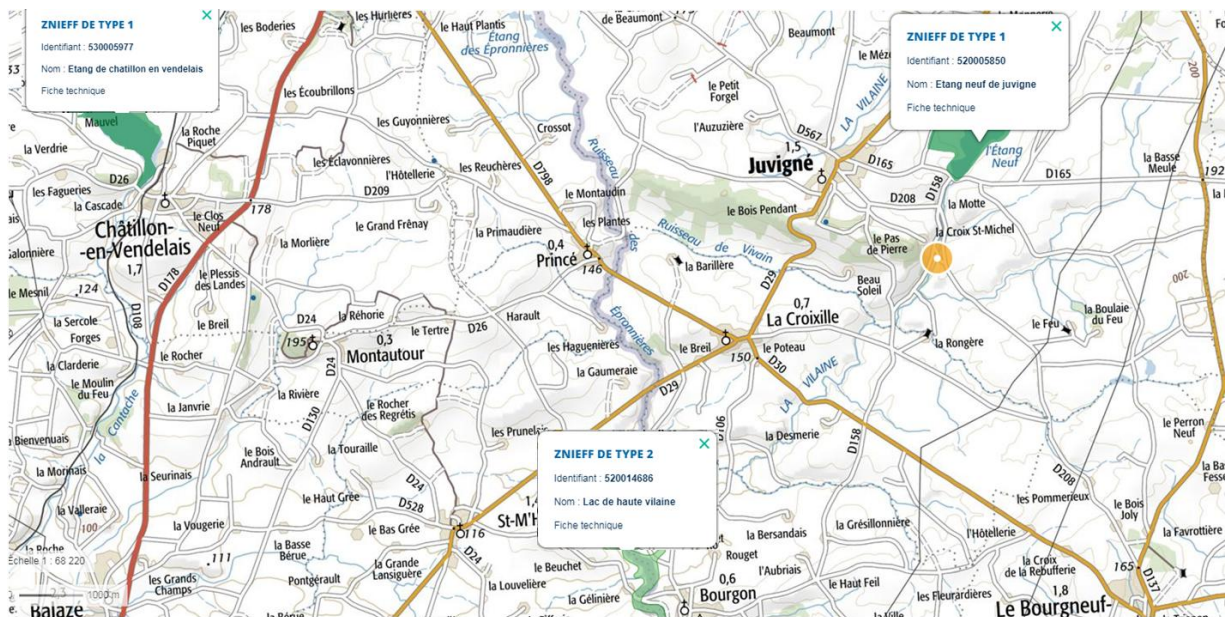 ZNIEFF DE TYPE 1
Identifiant : 530005977
Nom : Etang de chatillon en vendelais
Fiche technique
ZNIEFF DE TYPE 1
Identifiant : 520005850
Nom : Etang neuf de juvigne
Fiche technique
ZNIEFF DE TYPE 2
Identifiant : 520014686
Nom : Lac de haute vilaine
Fiche technique
les Boderies
les Hurlières
le Haut Plantis
Étang
des Épronnières
de Beaumont
Beaumont
le Petit
Forgel
l'Auzuzière
les Écoubrillons
les Guyonnières
Crossot
Ruisseau
des
Épronnières
D567
LA VILAINE
1,5
Juvigné
D165
l'Étang
Neuf
D158
D165
la Basse
Meulé
200
192
Mauvel
la Verdrie
la Roche
Piquet
les Éclavonnières
l'Hôtellerie
les Reuchères
D798
D209
le Montaudin
les Plantes
le Bois Pendant
D208
la Motte
la Croix St-Michel
le Pas
de Pierre
D26
les Fagueries
la Cascade
178
le Clos
Neuf
Châtillon-
-en-Vendelais
1,7
D178
la Morlière
le Grand Frênay
la Primaudière
0,4
Princé
146
Ruisseau de Vivain
la Barillère
D29
Beau
Soleil
Galonnière
le Mesnil
124
le Plessis
des Landes
D108
la Sercole
Forges
le Breil
D24
la Réhorie
le Tertre
D26
Harault
0,7
La Croixille
200
la Boulaie
du Feu
le Feu
la Rongère
195
0,3
Montautour
les Haguenières
le Breil
150
le Poteau
D30
la Clarderie
le Moulin
du Feu
le Rocher
D24
la Gaumeraie
D29
LA VILAINE
la Janvrie
la Rivière
D130
le Rocher
des Regrétis
les Prunelais
la Desmerie
D158
le Perron
Neuf
Bienvenuais
la Cantache
le Bois
Andrault
la Touraille
D208
la Morinais
la Seurinais
le Haut Grée
D24
les Pommerieux
le Bois
Joly
la Valleraie
100
la Vougerie
D528
le Bas Grée
116
la Bersandais
la Grésillonnière
l'Hôtellerie
la Favrottière
111
la Basse
Bérue
la Grande
Lansiguère
D24
le Beuchet
Rouget
l'Aubriais
la Croix
de la Rebufferie
165
D137
Echelle 1 : 68 220
1000 m
les Grands
Champs
Pontgérault
la Louvelière
la Gélinière
0,6
Bourgon
le Haut Feil
les Fleurardières
1,8
Le Bourgneuf-
2,3
Balazé